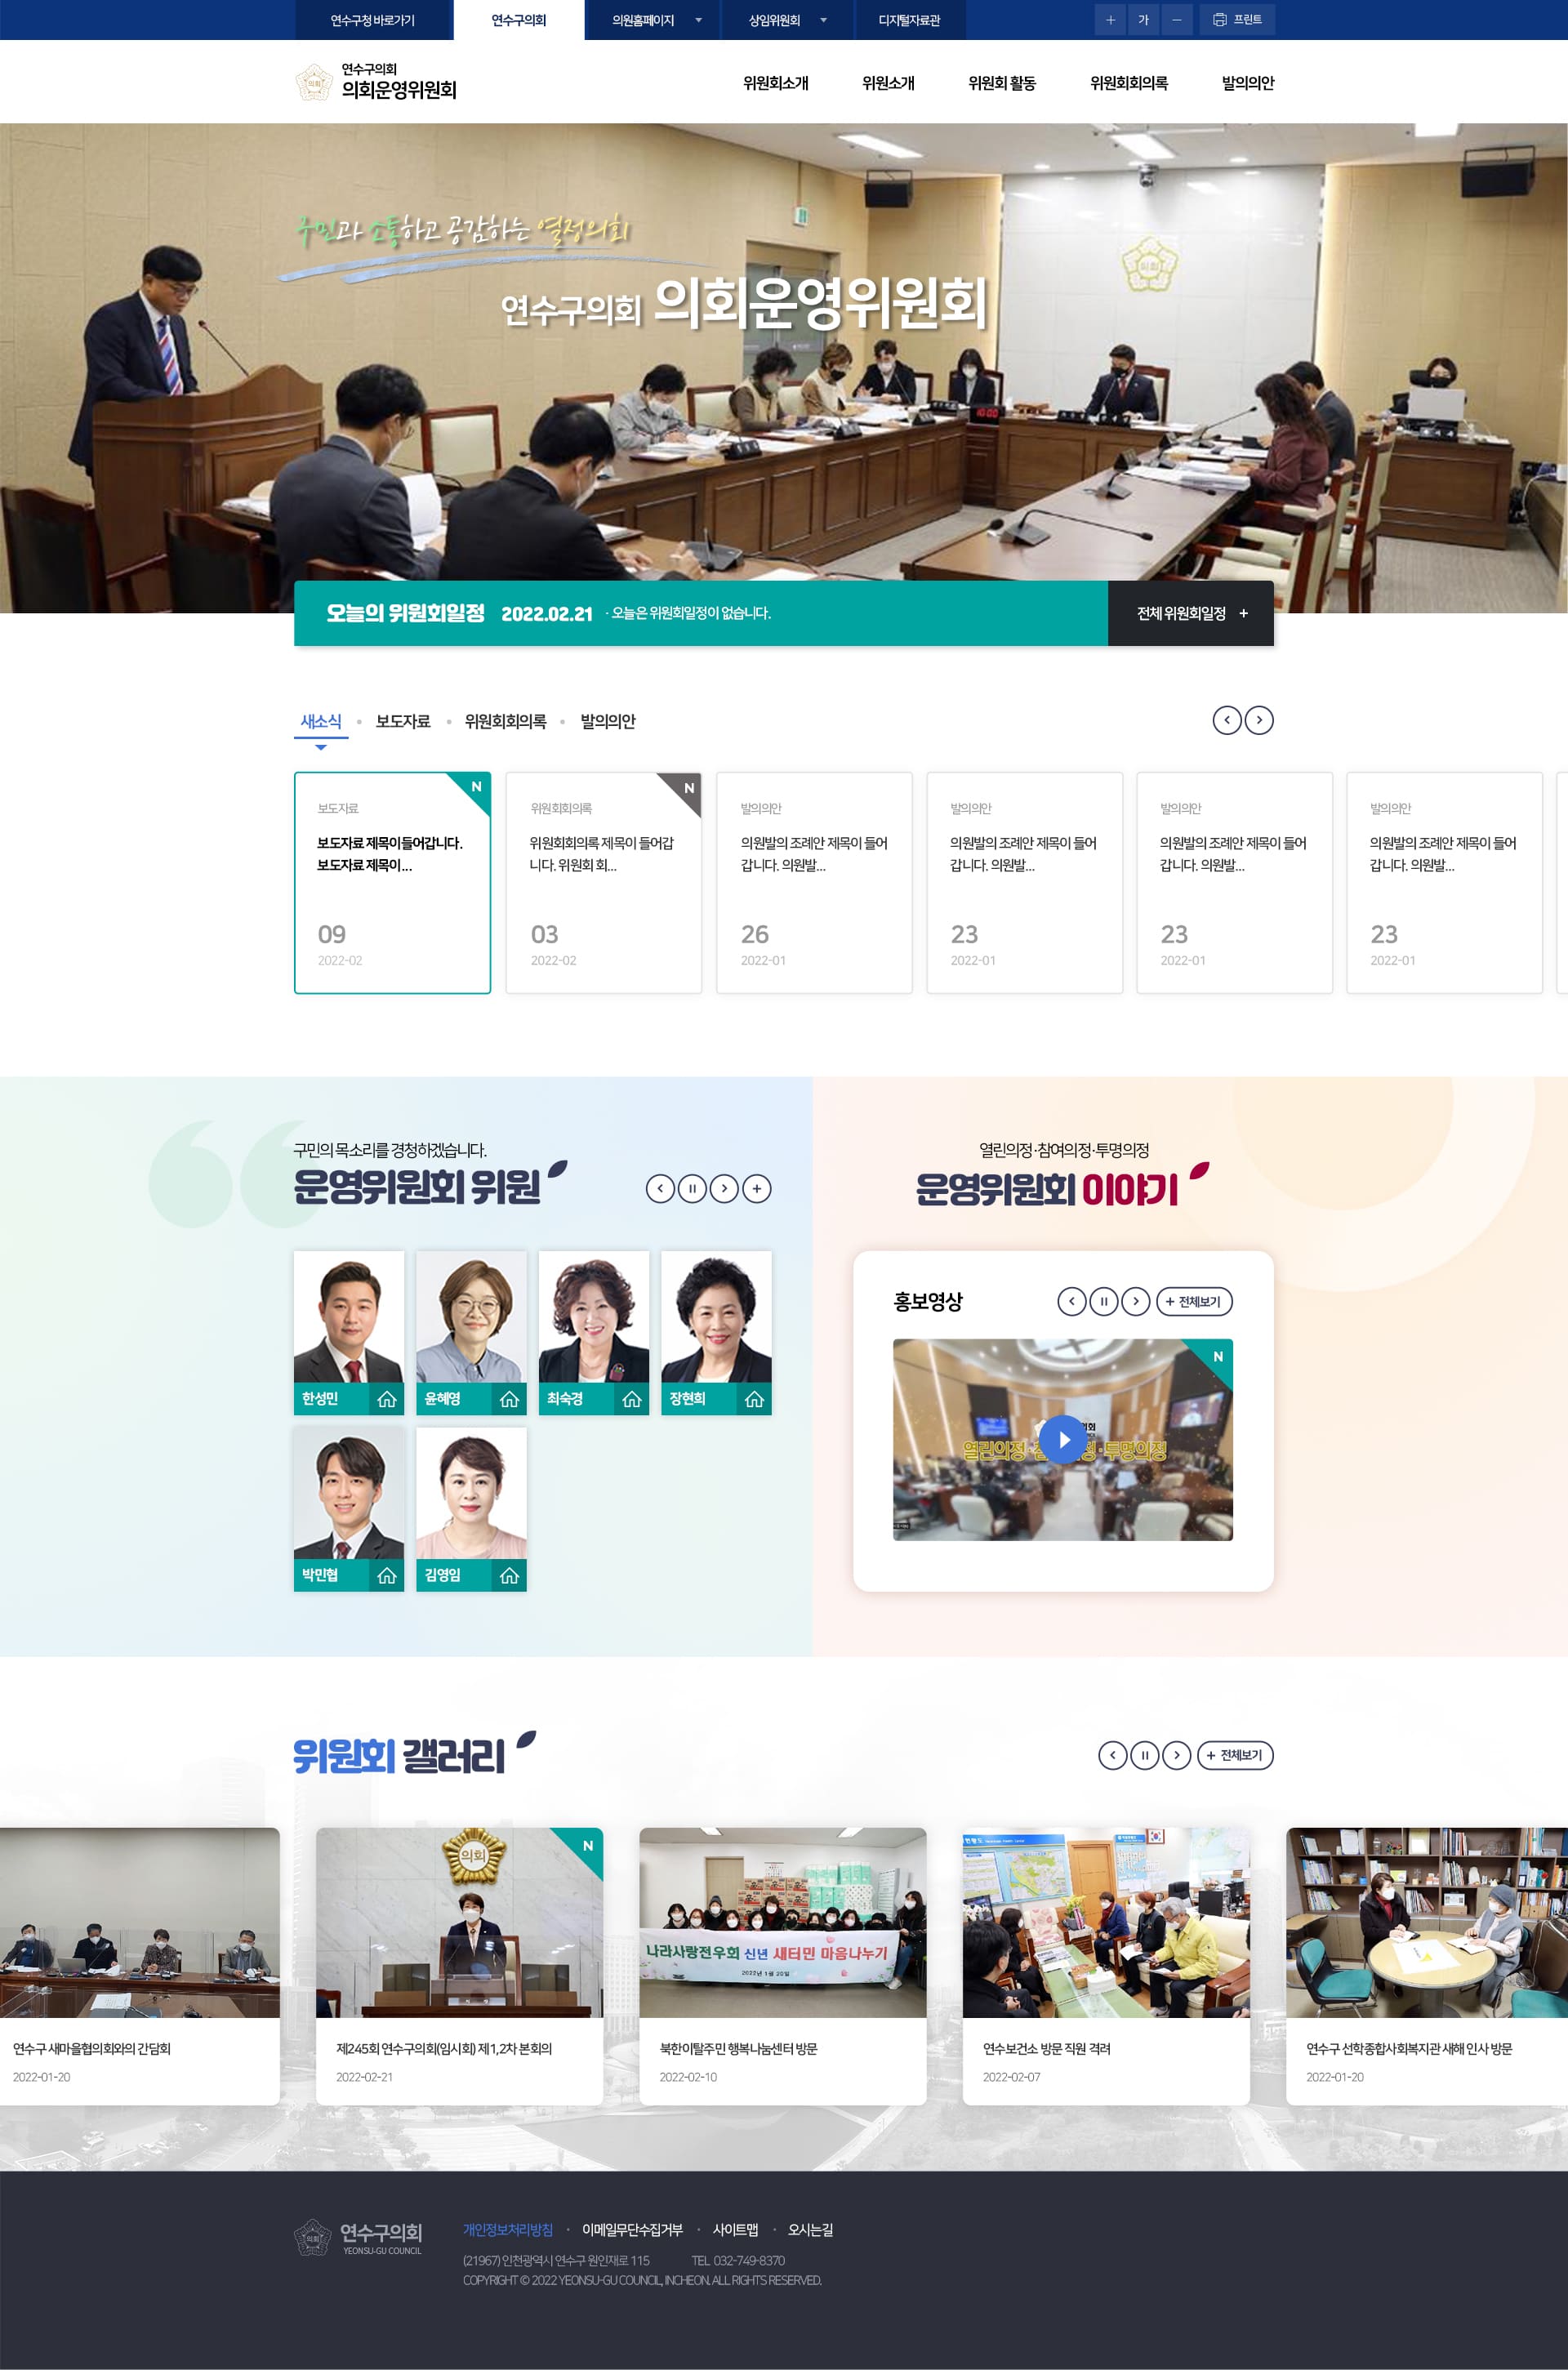 연수구청 바로가기
연수구의회
의원홈페이지
상임위원회
디지털자료관
가
프린트
의회
연수구의회
의회운영위원회
위원회소개
위원소개
위원회 활동
위원회회의록
발의의안
구민과 소통하고 공감하는 열정의회
연수구의회 의회운영위원회
의회
10:00
오늘의 위원회일정 2022.02.21 · 오늘은 위원회일정이 없습니다.
전체 위원회일정 +
새소식
보도자료
위원회회의록
발의의안
N
보도자료
보도자료 제목이들어갑니다.
보도자료 제목이...
09
2022-02
N
위원회회의록
위원회회의록 제목이 들어갑
니다. 위원회 회...
03
2022-02
발의의안
의원발의 조례안 제목이 들어
갑니다. 의원발...
26
2022-01
발의의안
의원발의 조례안 제목이 들어
갑니다. 의원발...
23
2022-01
발의의안
의원발의 조례안 제목이 들어
갑니다. 의원발...
23
2022-01
발의의안
의원발의 조례안 제목이 들어
갑니다. 의원발...
23
2022-01
구민의 목소리를 경청하겠습니다.
운영위원회 위원
한성민
윤혜영
최숙경
장현희
박민협
김영임
열린의정·참여의정·투명의정
운영위원회 이야기
홍보영상
+ 전체보기
N
열린의정
투명의정
위원회 갤러리
+ 전체보기
연수구 새마을협의회와의 간담회
2022-01-20
의회
N
제245회 연수구의회(임시회) 제1,2차 본회의
2022-02-21
나라사랑전우회 신년 새터민 마음나누기
2022년 1월 20일
북한이탈주민 행복나눔센터 방문
2022-02-10
연수보건소 방문 직원 격려
2022-02-07
연수구 선학종합사회복지관 새해 인사 방문
2022-01-20
의회
연수구의회
YEONSU-GU COUNCIL
개인정보처리방침 · 이메일무단수집거부 · 사이트맵 · 오시는길
(21967) 인천광역시 연수구 원인재로 115 TEL 032-749-8370
COPYRIGHT © 2022 YEONSU-GU COUNCIL, INCHEON. ALL RIGHTS RESERVED.